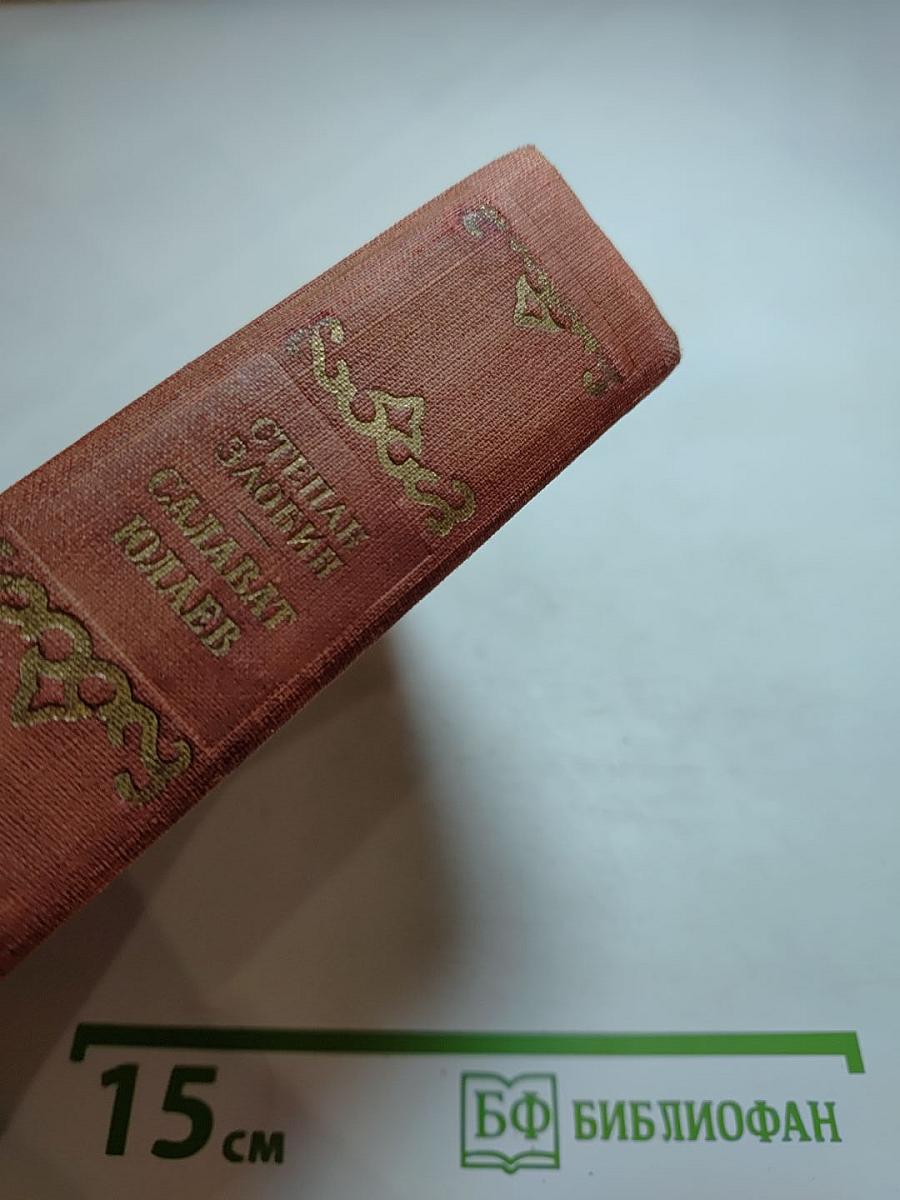 СТЕПАН
ЗЛОБИН
САЛАВАТ
ЮЛАЕВ
15 см
БФ БИБЛИОФАН